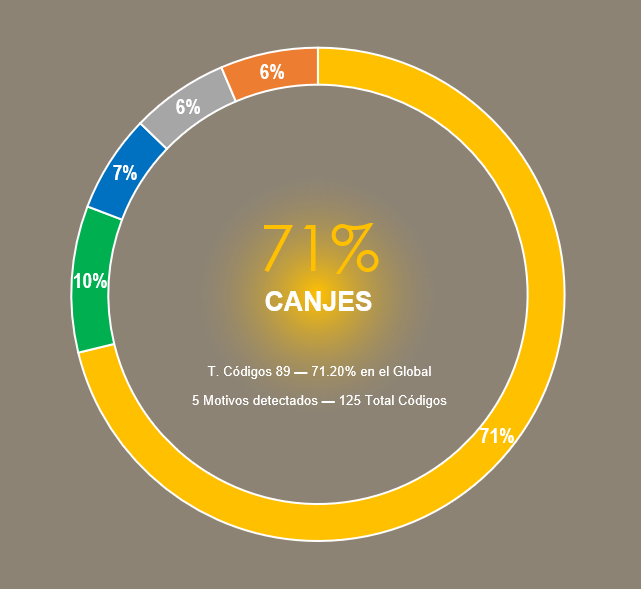 6%
6%
7%
10%
71%
CANJES
T. Códigos 89 — 71.20% en el Global
5 Motivos detectados — 125 Total Códigos
71%